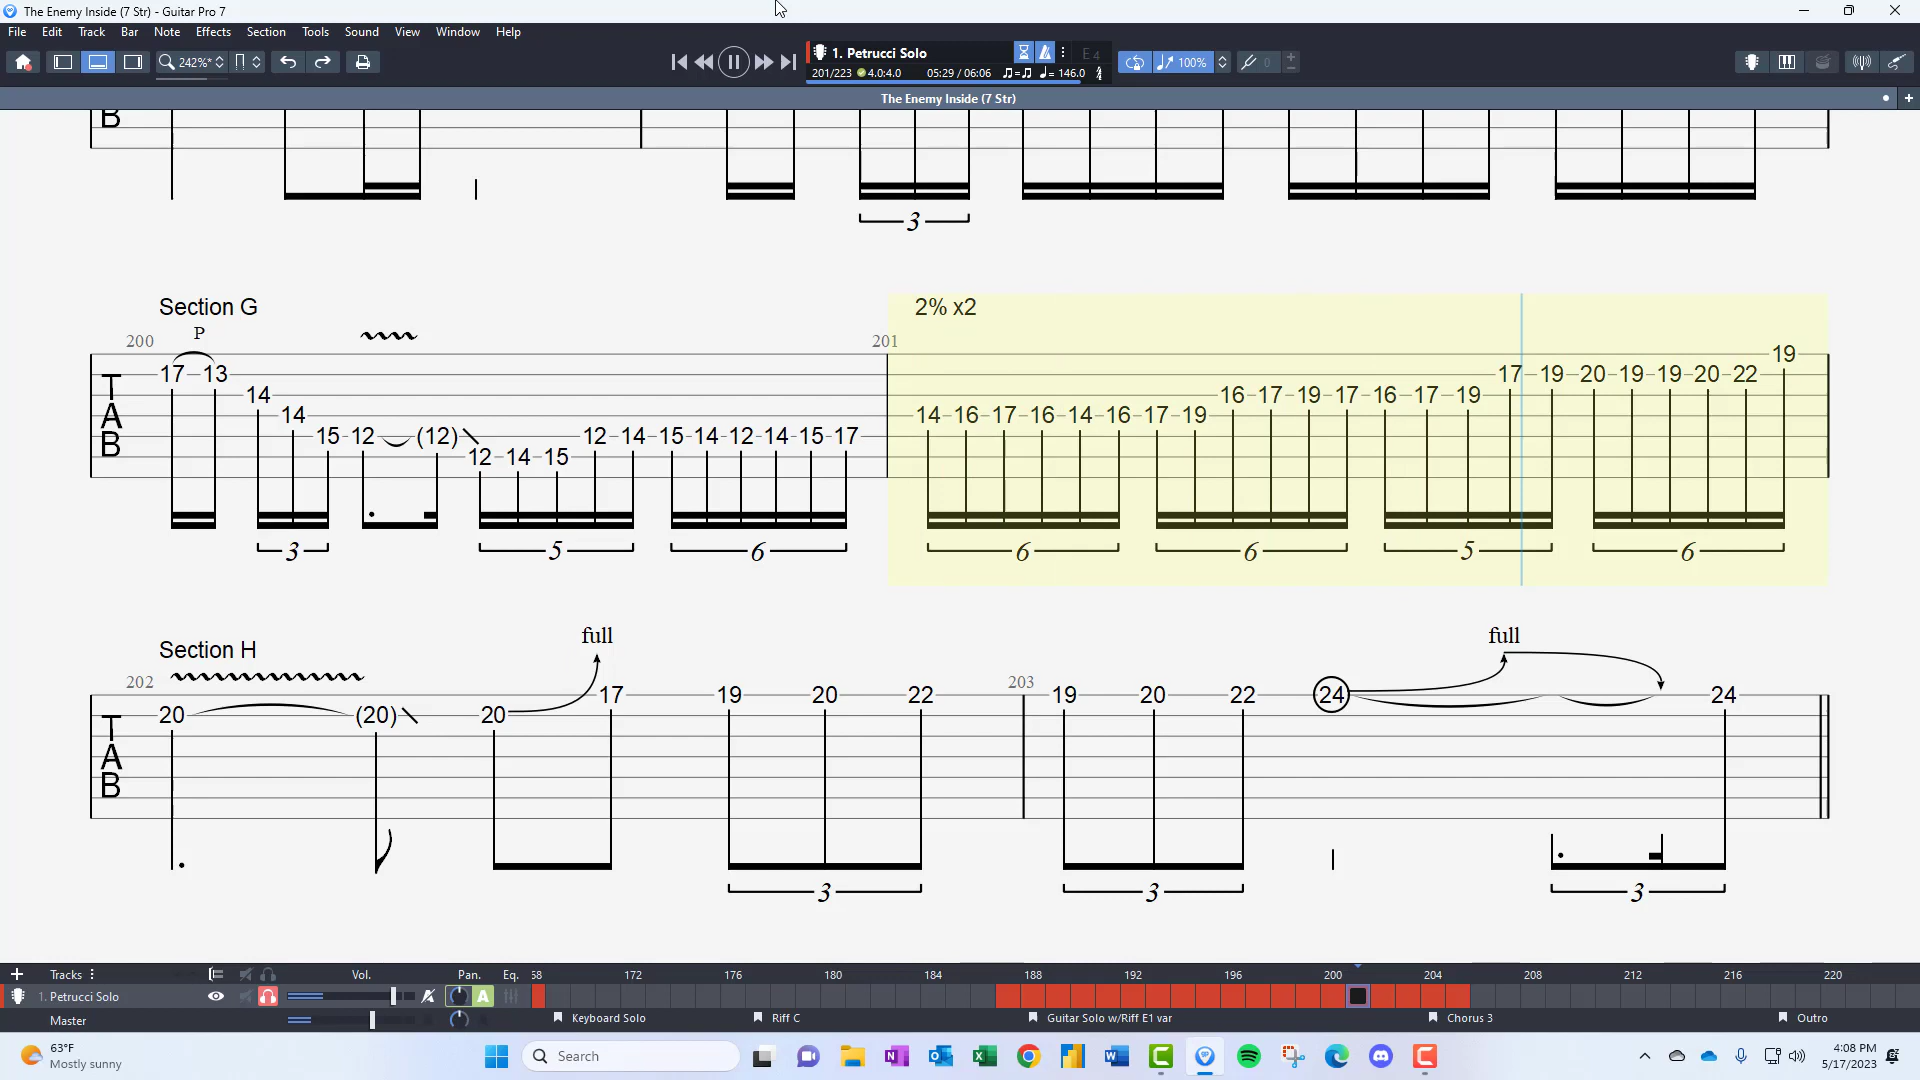 The Enemy Inside (7 Str) - Guitar Pro 7
File Edit Track Bar Note Effects Section Tools Sound View Window Help
242%* 1. Petrucci Solo E 4 100% 0
201/223 4.0:4.0 05:29 / 06:06 = 146.0
The Enemy Inside (7 Str)
B
3
Section G 2% x2
P
200 201
19
17 13 17 19 20 19 19 20 22
14 16 17 19 17 16 17 19
14 14 16 17 16 14 16 17 19
15 12 (12) 12 14 15 14 12 14 15 17
12 14 15
T
A
B
3 5 6 6 6 5 6
full full
Section H
202 203
17 19 20 22 19 20 22 24 24
20 (20) 20
T
A
B
3 3 3
Tracks Vol. Pan. Eq. 68 172 176 180 184 188 192 196 200 204 208 212 216 220
1. Petrucci Solo A
Master Keyboard Solo Riff C Guitar Solo w/Riff E1 var Chorus 3 Outro
63°F
Mostly sunny
Search
4:08 PM
5/17/2023